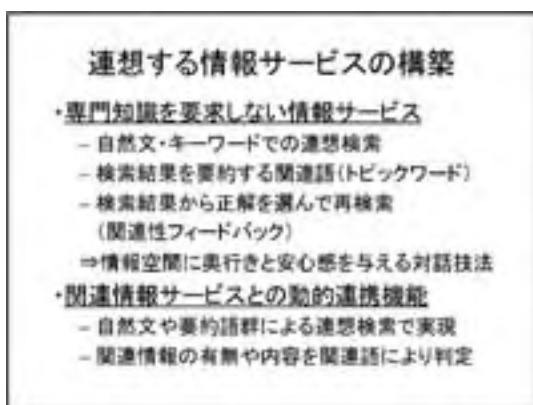 連想する情報サービスの構築
・専門知識を要求しない情報サービス
– 自然文・キーワードでの連想検索
– 検索結果を要約する関連語(トピックワード)
– 検索結果から正解を選んで再検索
(関連性フィードバック)
⇒情報空間に奥行きと安心感を与える対話技法
・関連情報サービスとの動的連携機能
– 自然文や要約語群による連想検索で実現
– 関連情報の有無や内容を関連語により判定